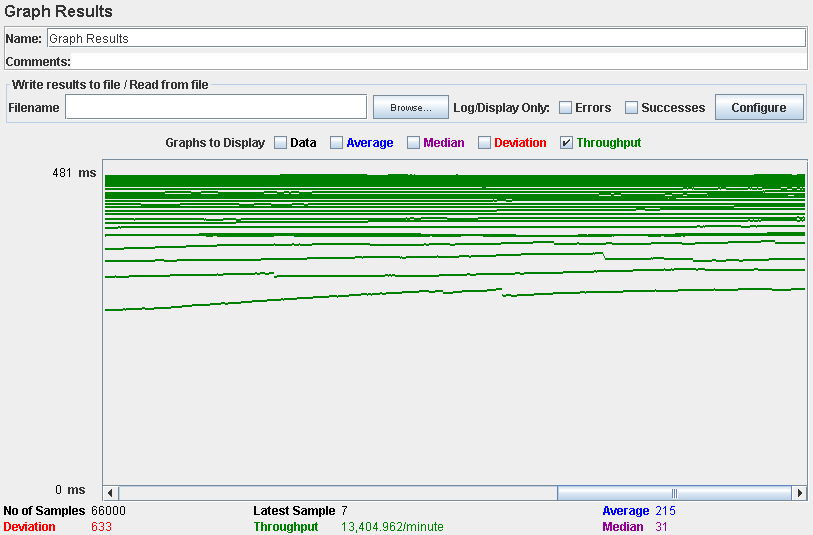 Graph Results
Name: Graph Results
Comments:
Write results to file / Read from file
Filename Browse... Log/Display Only: Errors Successes Configure
Graphs to Display Data Average Median Deviation Throughput
481 ms
0 ms
No of Samples 66000 Latest Sample 7 Average 215
Deviation 633 Throughput 13,404.962/minute Median 31